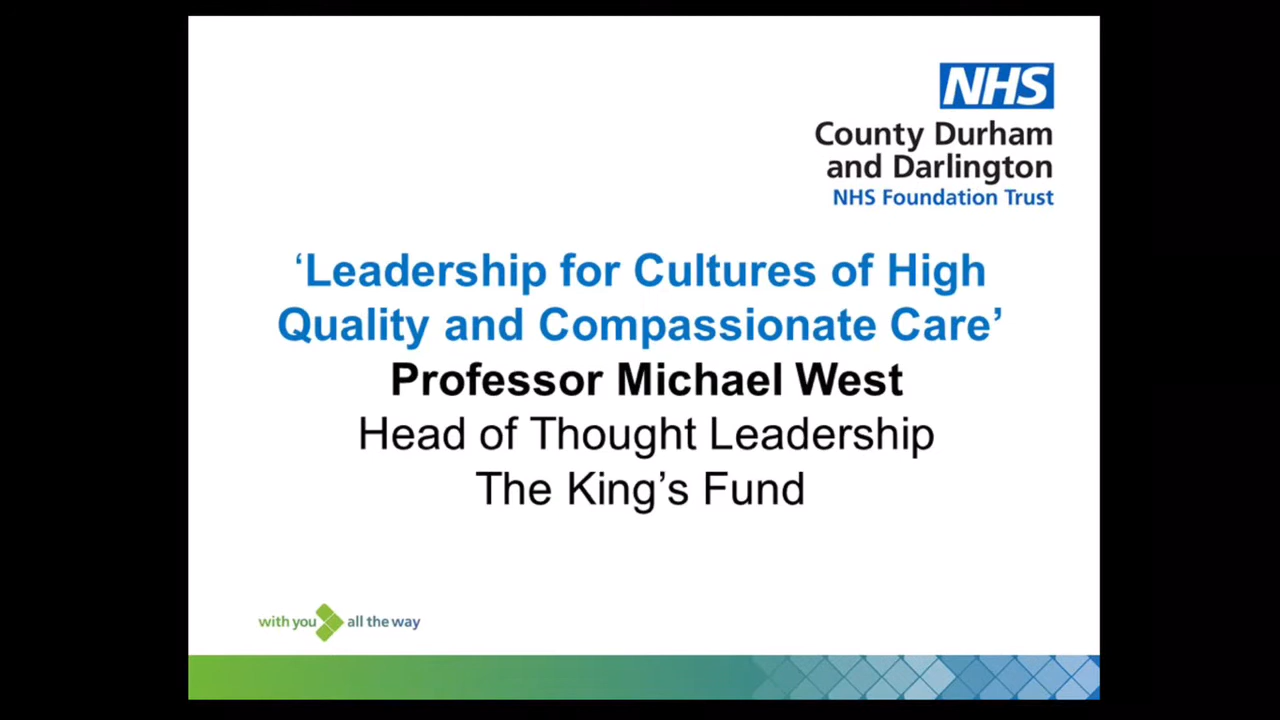 NHS
County Durham
and Darlington
NHS Foundation Trust
‘Leadership for Cultures of High
Quality and Compassionate Care’
Professor Michael West
Head of Thought Leadership
The King’s Fund
with you all the way